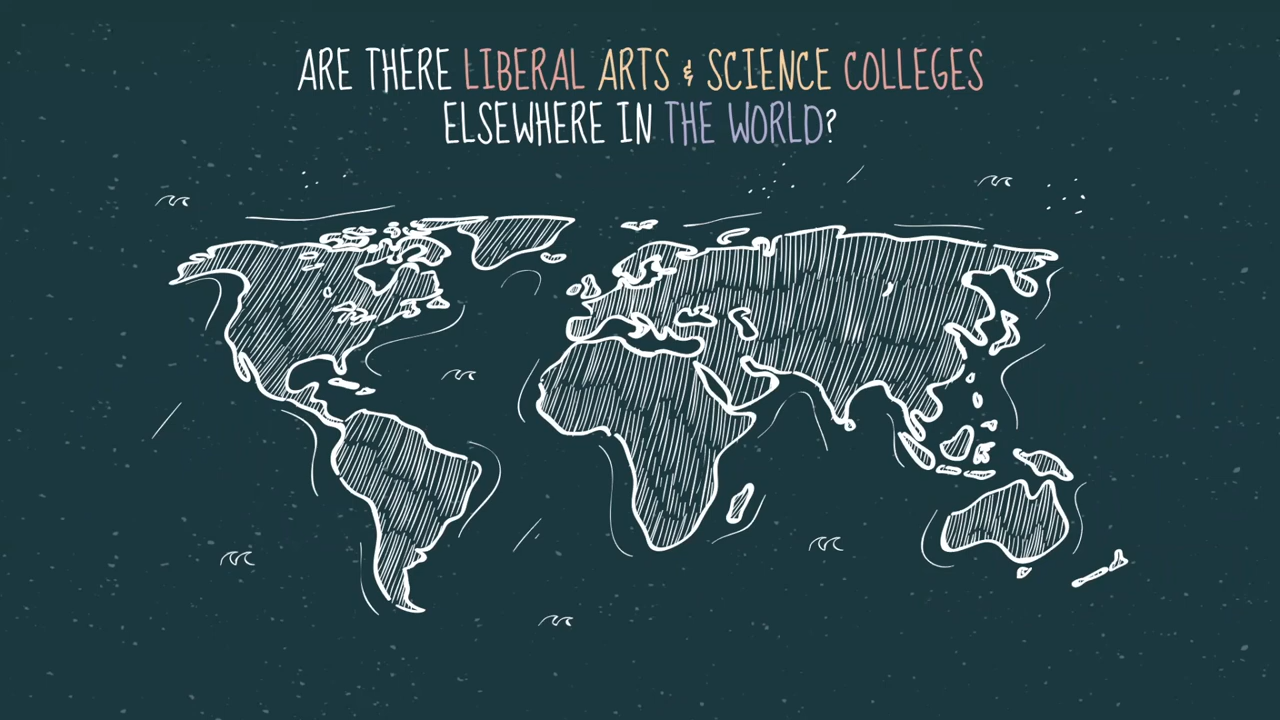 ARE THERE LIBERAL ARTS & SCIENCE COLLEGES
ELSEWHERE IN THE WORLD?